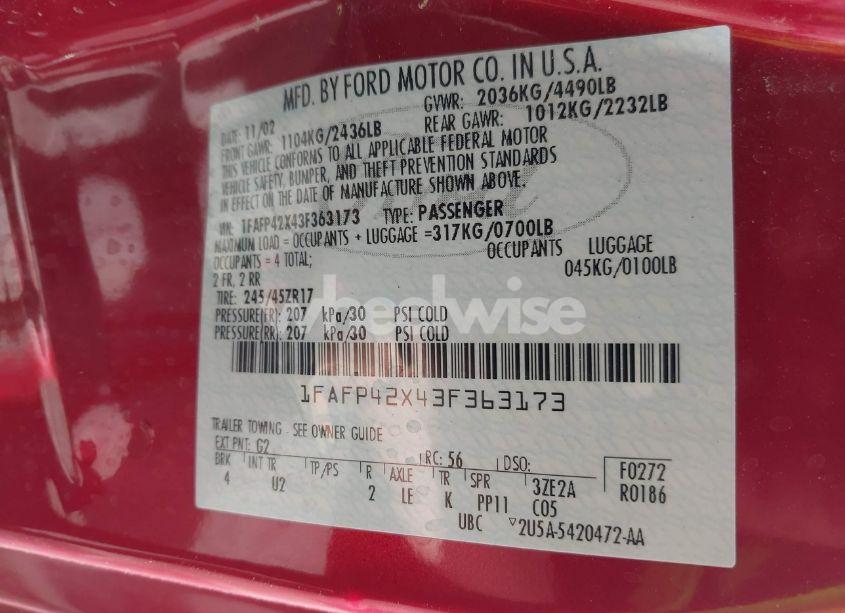 MFD. BY FORD MOTOR CO. IN U.S.A.
DATE: 11/02 GVWR: 2036KG/4490LB
FRONT GAWR: 1104KG/2436LB REAR GAWR: 1012KG/2232LB
THIS VEHICLE CONFORMS TO ALL APPLICABLE FEDERAL MOTOR
VEHICLE SAFETY, BUMPER, AND THEFT PREVENTION STANDARDS
IN EFFECT ON THE DATE OF MANUFACTURE SHOWN ABOVE.
VIN: 1FAFP42X43F363173 TYPE: PASSENGER
MAXIMUM LOAD = OCCUPANTS + LUGGAGE =317KG/0700LB
OCCUPANTS = 4 TOTAL; OCCUPANTS LUGGAGE
2 FR, 2 RR 045KG/0100LB
TIRE: 245/45ZR17
PRESSURE(FR): 207 kPa/30 PSI COLD
PRESSURE(RR): 207 kPa/30 PSI COLD
wheelwise
1FAFP42X43F363173
TRAILER TOWING - SEE OWNER GUIDE
EXT PNT: G2 RC: 56 DSO: F0272
BRK INT TR TP/PS R AXLE TR SPR 3ZE2A R0186
4 U2 2 LE K PP11 C05
UBC ▽2U5A-5420472-AA